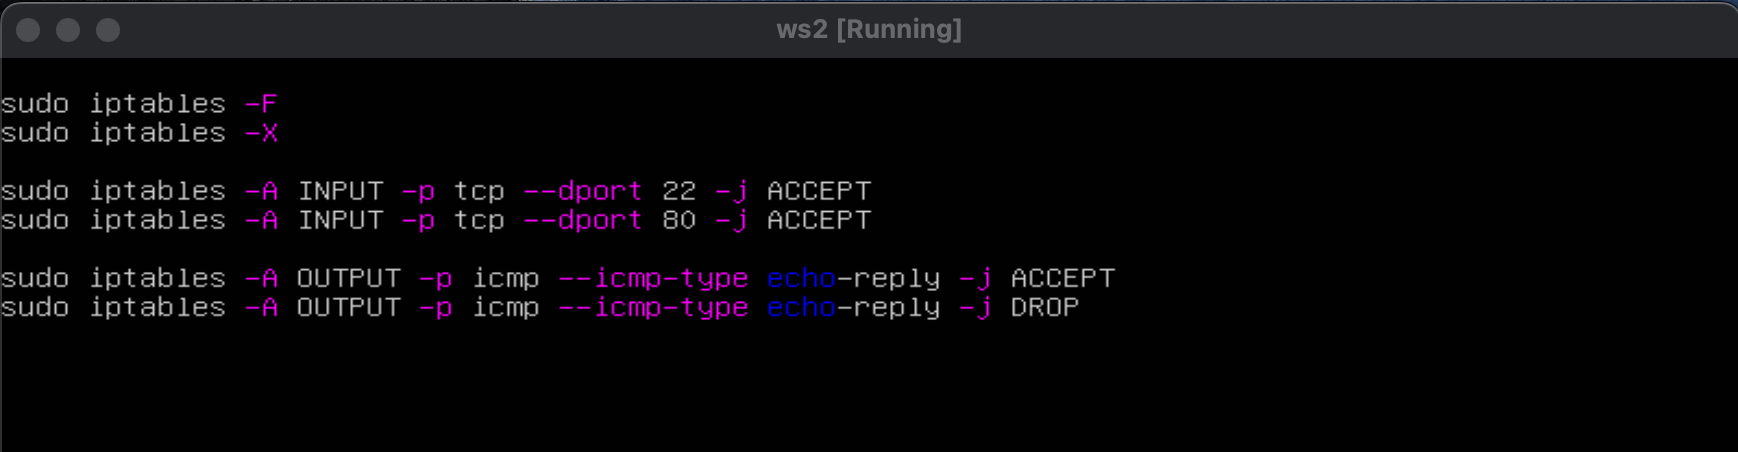 ws2 [Running]
sudo iptables -F
sudo iptables -X
sudo iptables -A INPUT -p tcp --dport 22 -j ACCEPT
sudo iptables -A INPUT -p tcp --dport 80 -j ACCEPT
sudo iptables -A OUTPUT -p icmp --icmp-type echo-reply -j ACCEPT
sudo iptables -A OUTPUT -p icmp --icmp-type echo-reply -j DROP